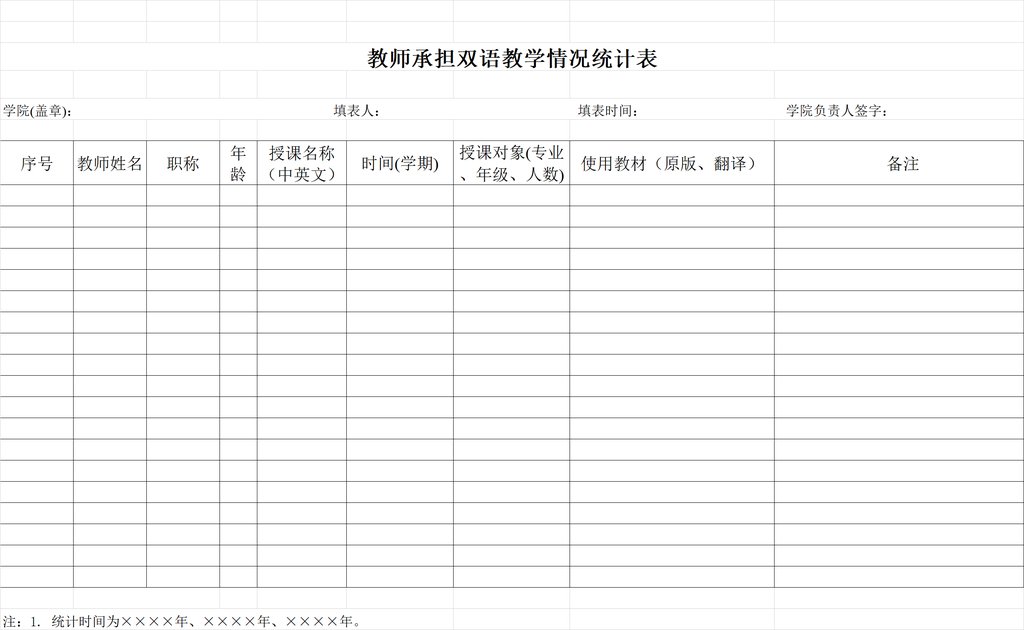 教师承担双语教学情况统计表
学院(盖章): 填表人: 填表时间: 学院负责人签字:
序号 教师姓名 职称 年龄 授课名称（中英文） 时间(学期) 授课对象(专业、年级、人数) 使用教材（原版、翻译） 备注
注: 1. 统计时间为××××年、××××年、××××年。